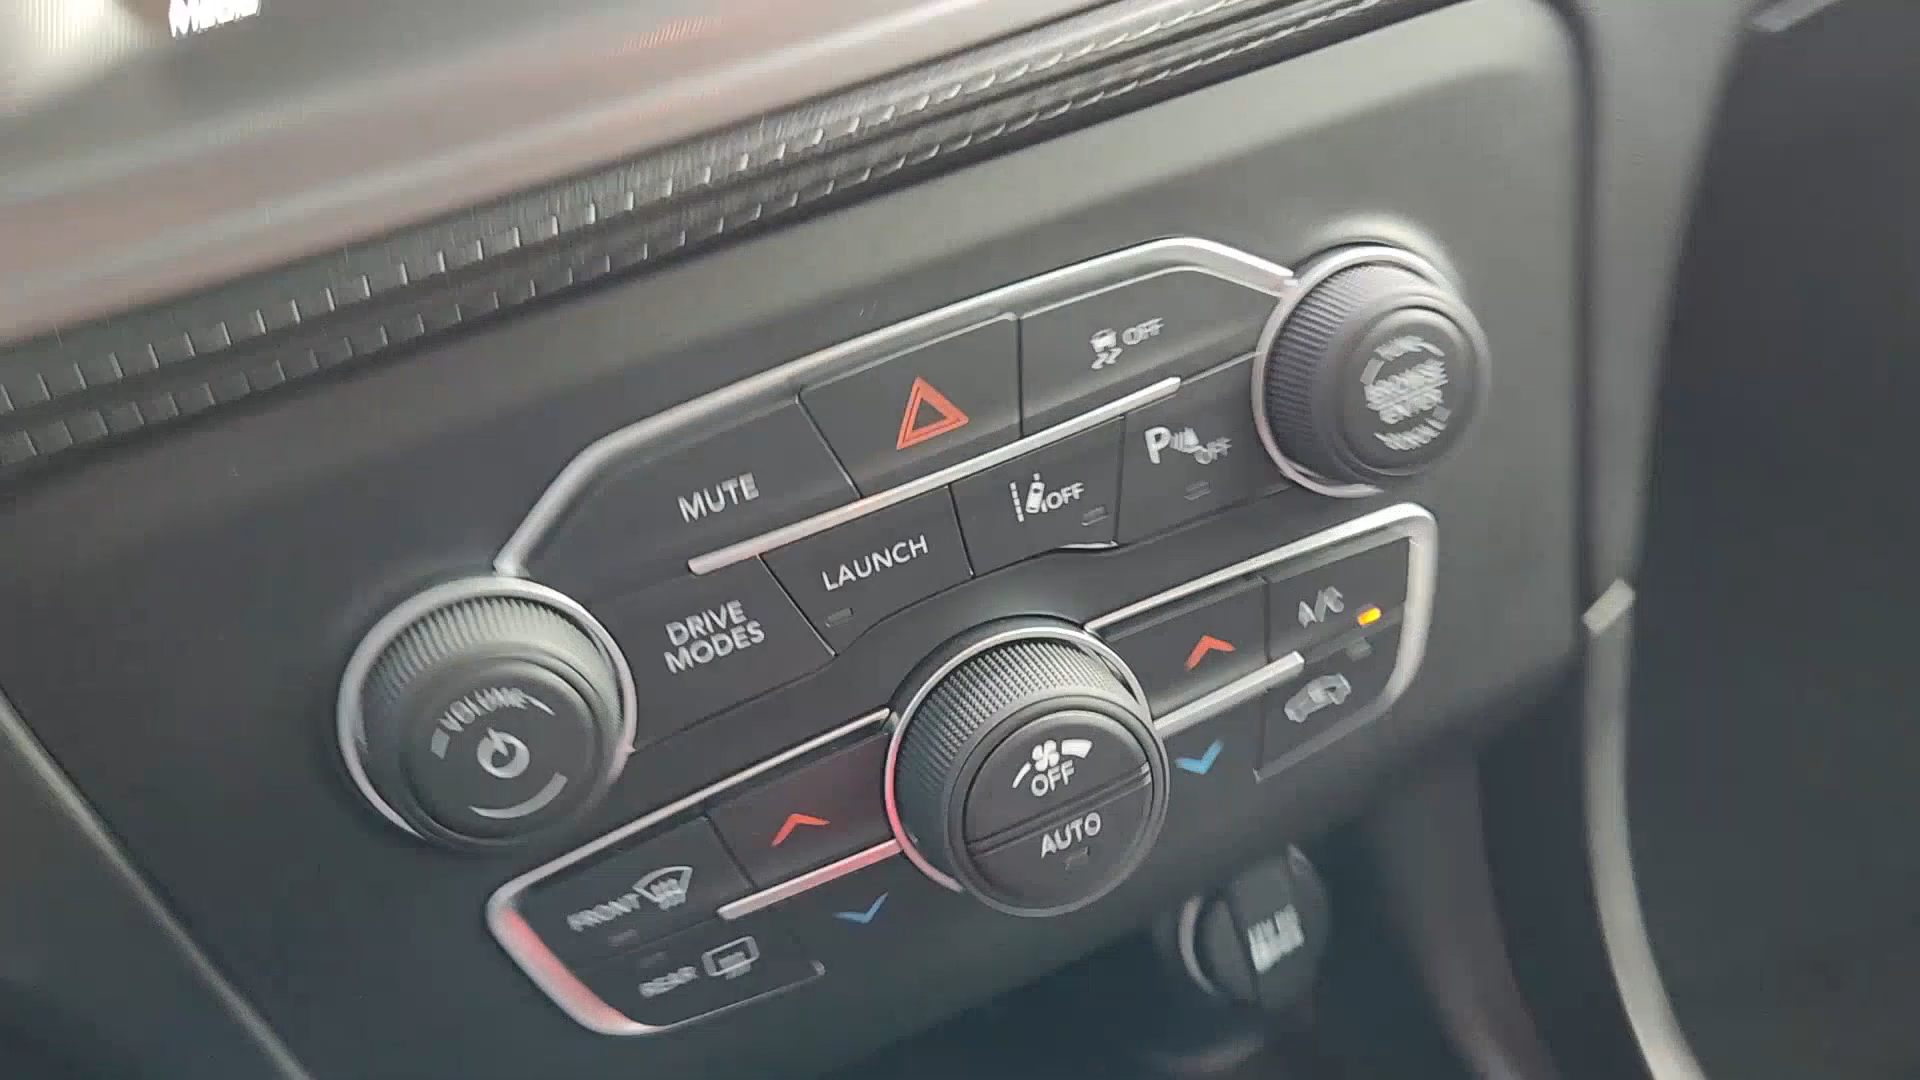 OFF
MUTE
OFF
P OFF
LAUNCH
DRIVE
MODES
A/C
VOLUME
OFF
AUTO
FRONT
REAR